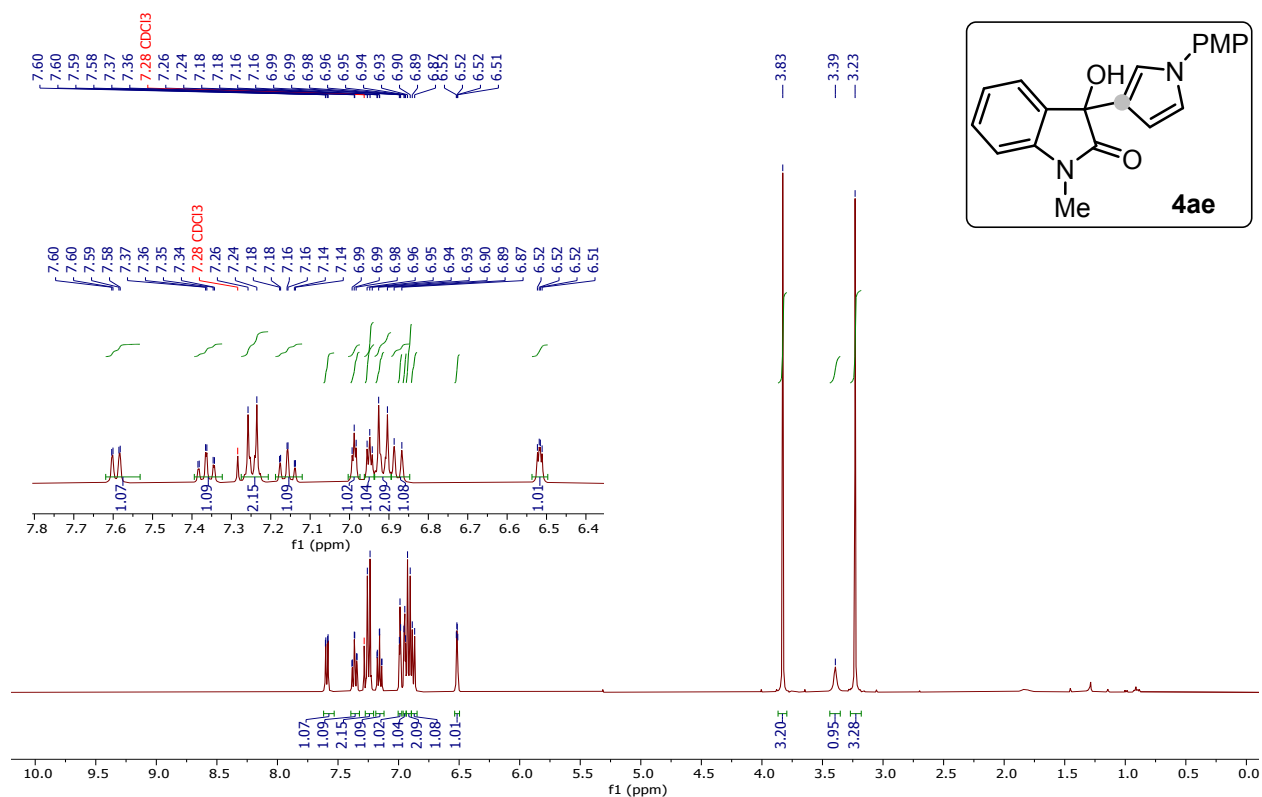 7.60 7.60 7.59 7.58 7.37 7.36 7.28 CDCl3 7.26 7.24 7.18 7.18 7.16 7.16 6.99 6.99 6.98 6.96 6.95 6.94 6.93 6.90 6.89 6.87 6.52 6.52 6.52 6.51
3.83 3.39 3.23
PMP
OH
N
N
O
Me
4ae
7.60 7.60 7.59 7.58 7.37 7.36 7.35 7.34 7.28 CDCl3 7.26 7.24 7.18 7.18 7.16 7.16 7.14 7.14 6.99 6.99 6.98 6.96 6.95 6.94 6.93 6.90 6.89 6.87 6.52 6.52 6.52 6.51
1.07 1.09 2.15 1.09 1.02 1.04 2.09 1.08 1.01
7.8 7.7 7.6 7.5 7.4 7.3 7.2 7.1 7.0 6.9 6.8 6.7 6.6 6.5 6.4
f1 (ppm)
1.07 1.09 2.15 1.09 1.02 1.04 2.09 1.08 1.01 3.20 0.95 3.28
10.0 9.5 9.0 8.5 8.0 7.5 7.0 6.5 6.0 5.5 5.0 4.5 4.0 3.5 3.0 2.5 2.0 1.5 1.0 0.5 0.0
f1 (ppm)